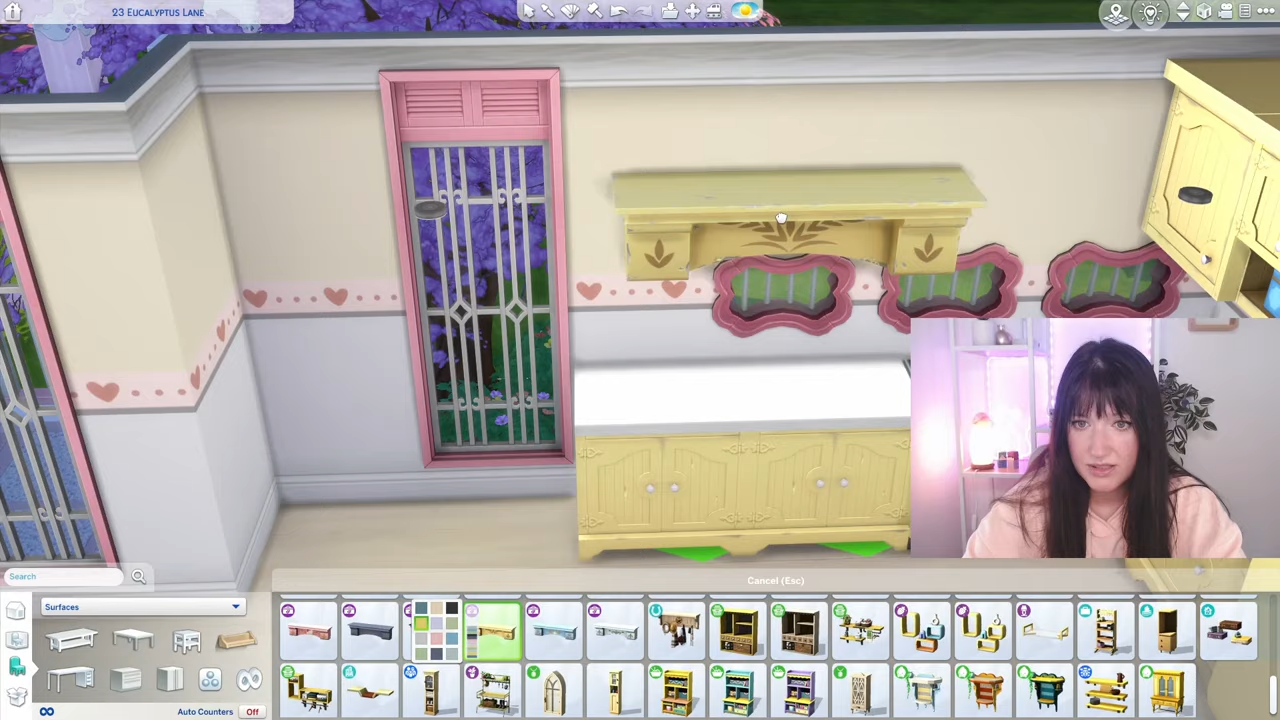 23 Eucalyptus Lane
Cancel (Esc)
Search
Surfaces
Auto Counters Off